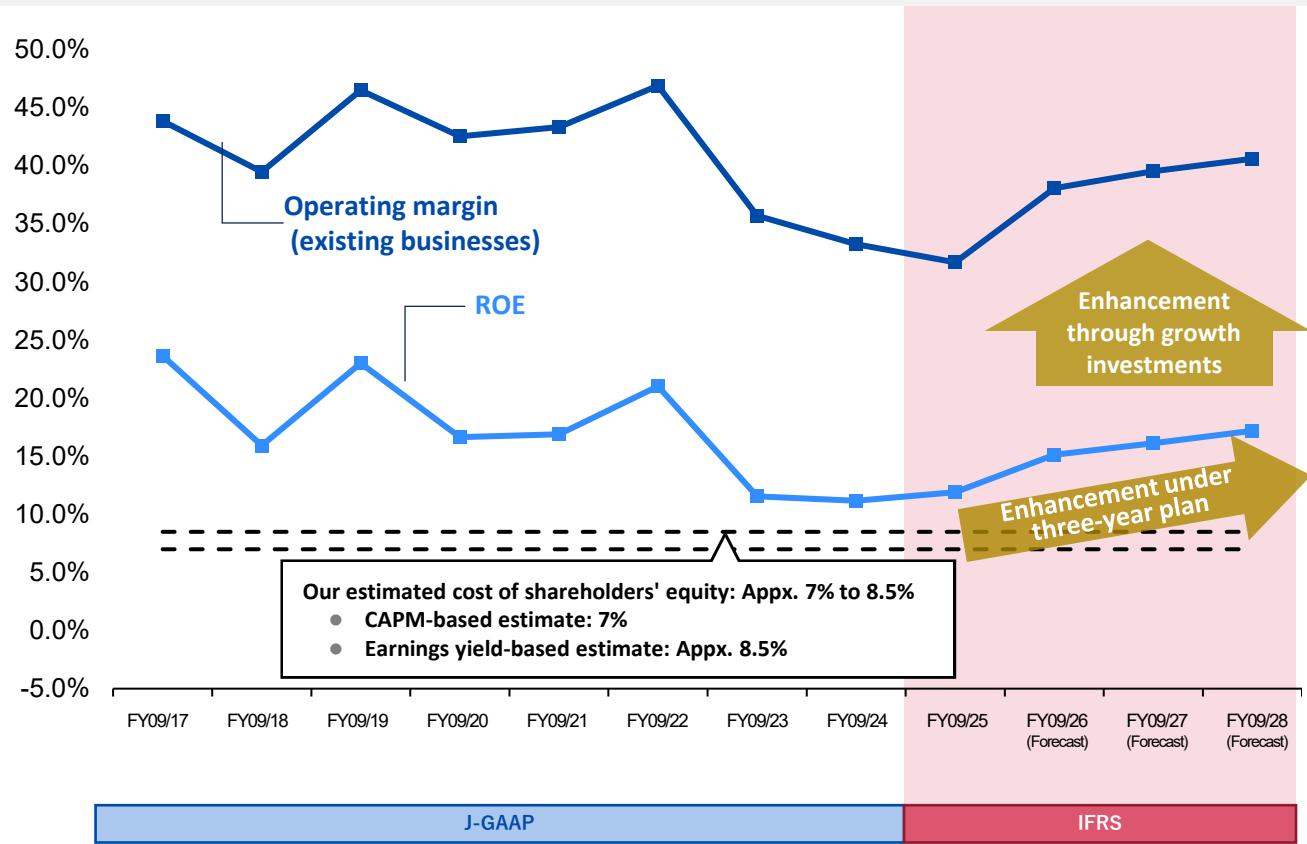 50.0%
45.0%
40.0%
35.0%
30.0%
25.0%
20.0%
15.0%
10.0%
5.0%
0.0%
-5.0%
Operating margin
(existing businesses)
ROE
Enhancement
through growth
investments
Enhancement under
three-year plan
Our estimated cost of shareholders' equity: Appx. 7% to 8.5%
● CAPM-based estimate: 7%
● Earnings yield-based estimate: Appx. 8.5%
FY09/17 FY09/18 FY09/19 FY09/20 FY09/21 FY09/22 FY09/23 FY09/24 FY09/25 FY09/26 FY09/27 FY09/28
(Forecast) (Forecast) (Forecast)
J-GAAP IFRS